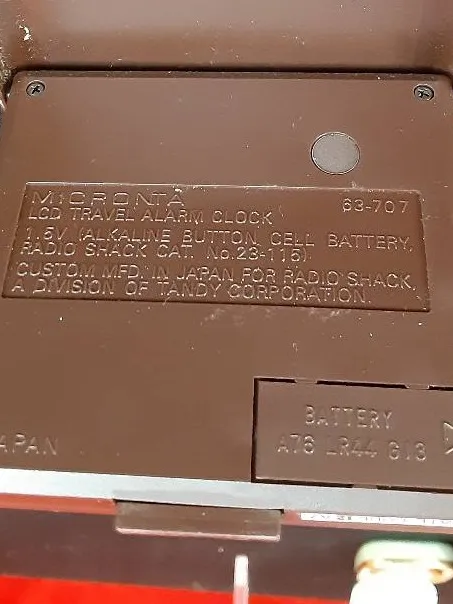 MICRONTA 63-707
LCD TRAVEL ALARM CLOCK
1.5V (ALKALINE BUTTON CELL BATTERY,
RADIO SHACK CAT. No.23-115)
CUSTOM MFD. IN JAPAN FOR RADIO SHACK,
A DIVISION OF TANDY CORPORATION.
BATTERY
A76 LR44 G13
APAN